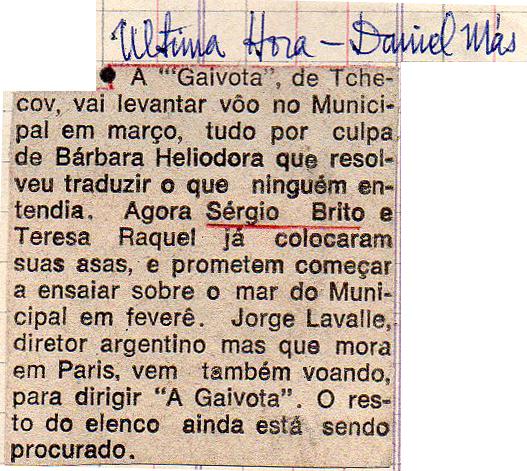 Ultima Hora – Daniel Más
● A "'Gaivota", de Tche-
cov, vai levantar vôo no Munici-
pal em março, tudo por culpa
de Bárbara Heliodora que resol-
veu traduzir o que ninguém en-
tendia. Agora Sérgio Brito e
Teresa Raquel já colocaram
suas asas, e prometem começar
a ensaiar sobre o mar do Muni-
cipal em feverê. Jorge Lavalle,
diretor argentino mas que mora
em Paris, vem também voando,
para dirigir "A Gaivota". O res-
to do elenco ainda está sendo
procurado.